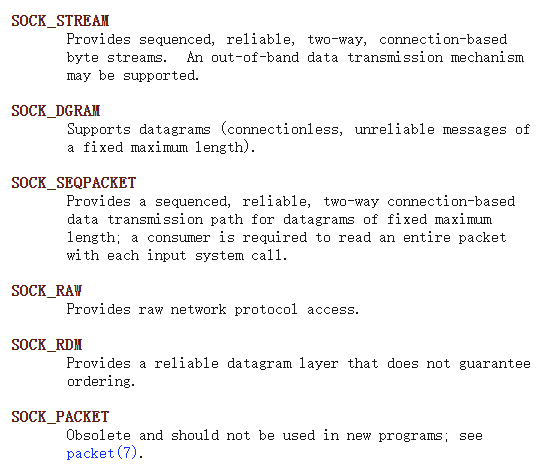 SOCK_STREAM
Provides sequenced, reliable, two-way, connection-based
byte streams.  An out-of-band data transmission mechanism
may be supported.
SOCK_DGRAM
Supports datagrams (connectionless, unreliable messages of
a fixed maximum length).
SOCK_SEQPACKET
Provides a sequenced, reliable, two-way connection-based
data transmission path for datagrams of fixed maximum
length; a consumer is required to read an entire packet
with each input system call.
SOCK_RAW
Provides raw network protocol access.
SOCK_RDM
Provides a reliable datagram layer that does not guarantee
ordering.
SOCK_PACKET
Obsolete and should not be used in new programs; see
packet(7).